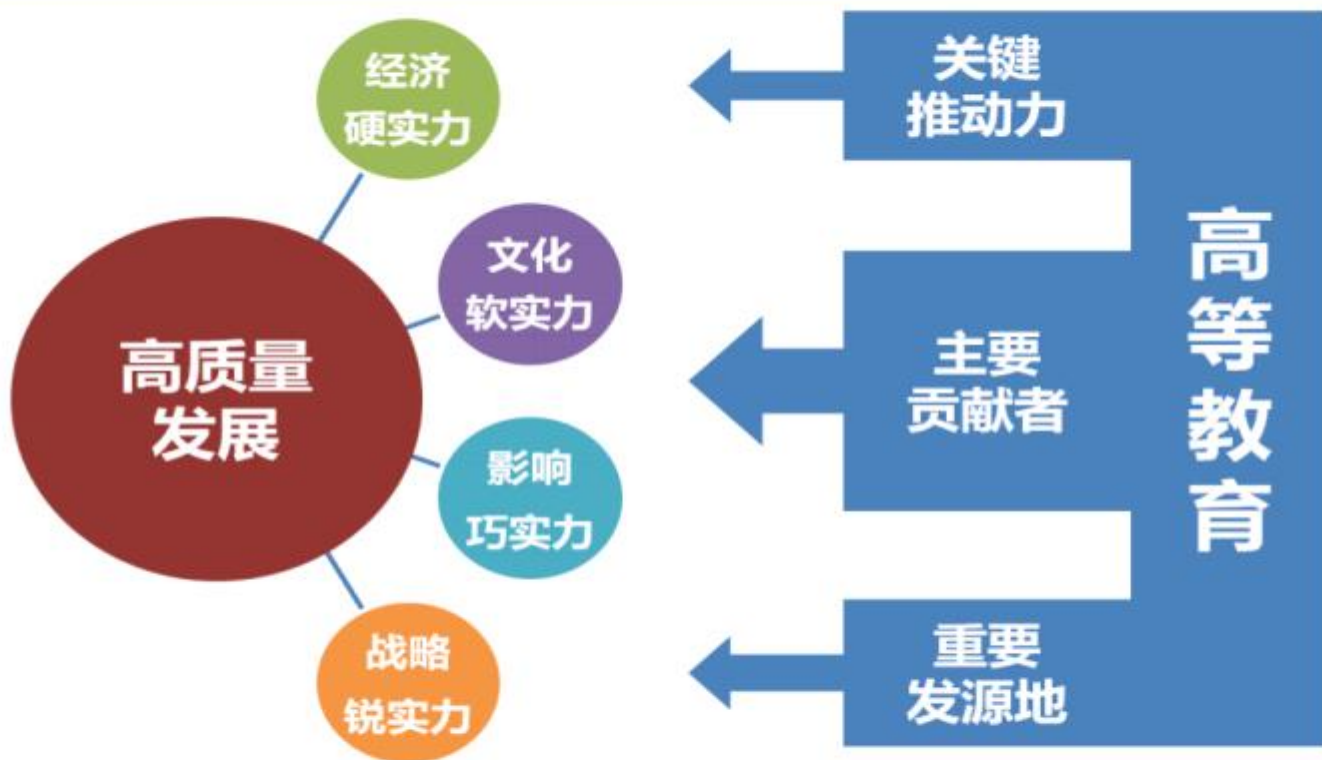 经济
硬实力
文化
软实力
高质量
发展
影响
巧实力
战略
锐实力
关键
推动力
主要
贡献者
重要
发源地
高等教育